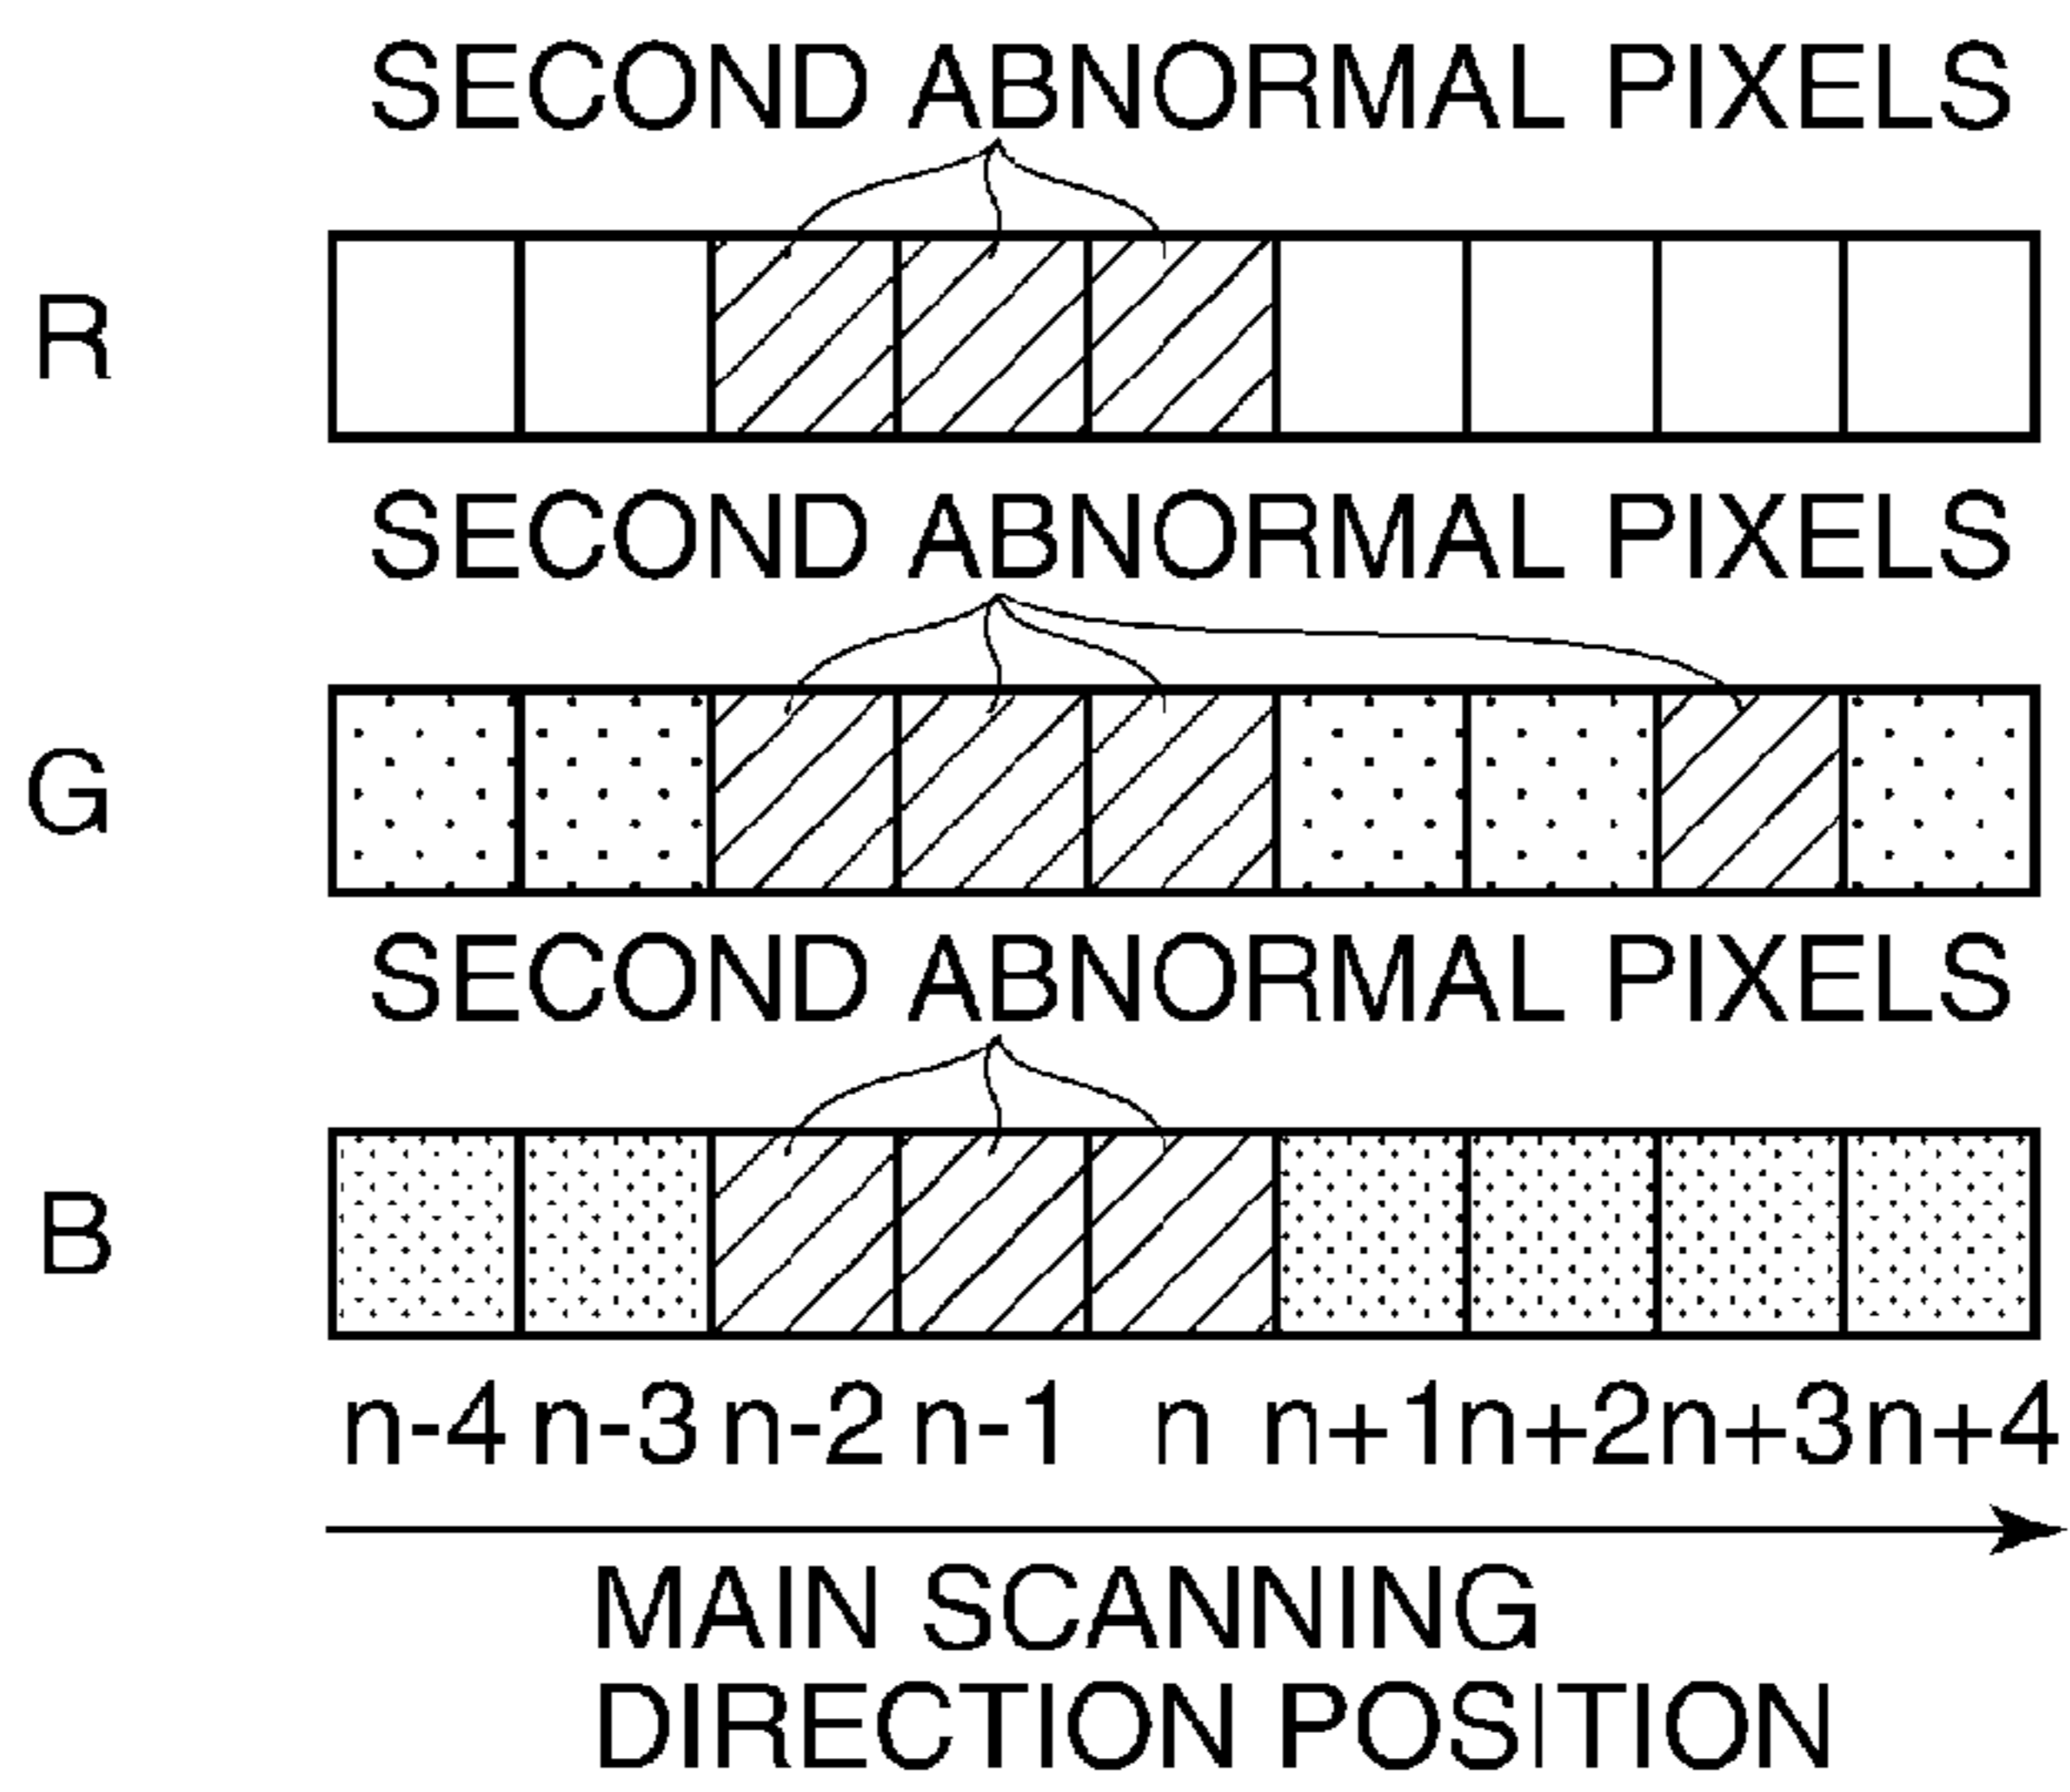 SECOND ABNORMAL PIXELS
R
SECOND ABNORMAL PIXELS
G
SECOND ABNORMAL PIXELS
B
n-4 n-3 n-2 n-1 n n+1 n+2 n+3 n+4
MAIN SCANNING
DIRECTION POSITION